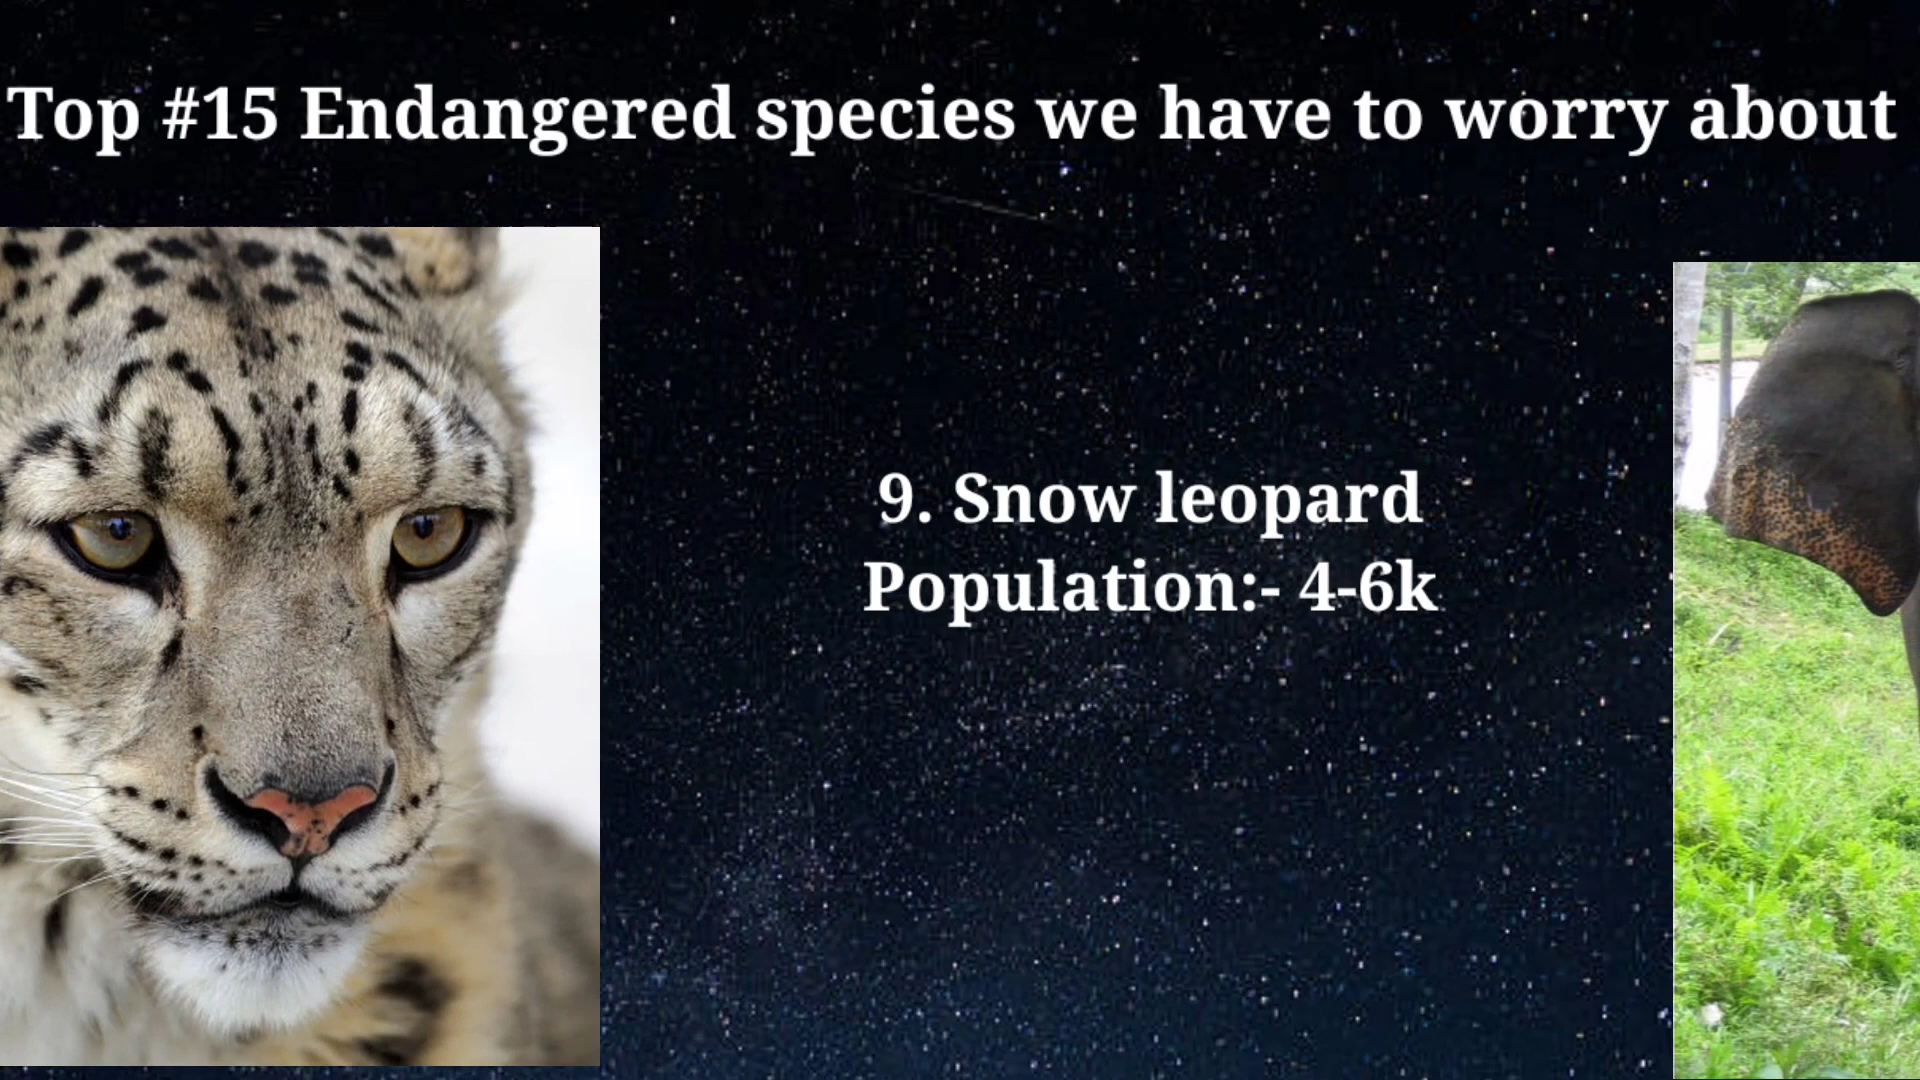 Top #15 Endangered species we have to worry about
9. Snow leopard
Population:- 4-6k